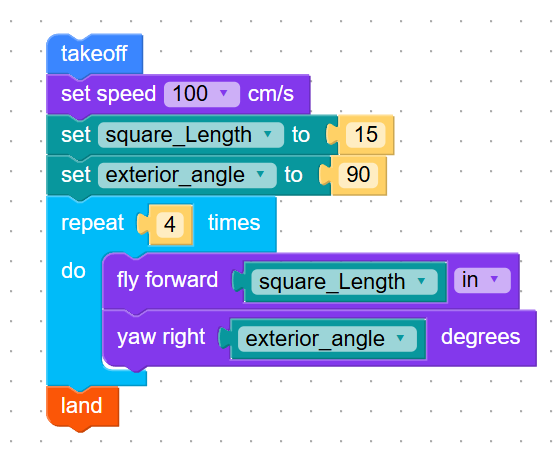 takeoff
set speed 100 cm/s
set square_Length to 15
set exterior_angle to 90
repeat 4 times
do
fly forward square_Length in
yaw right exterior_angle degrees
land